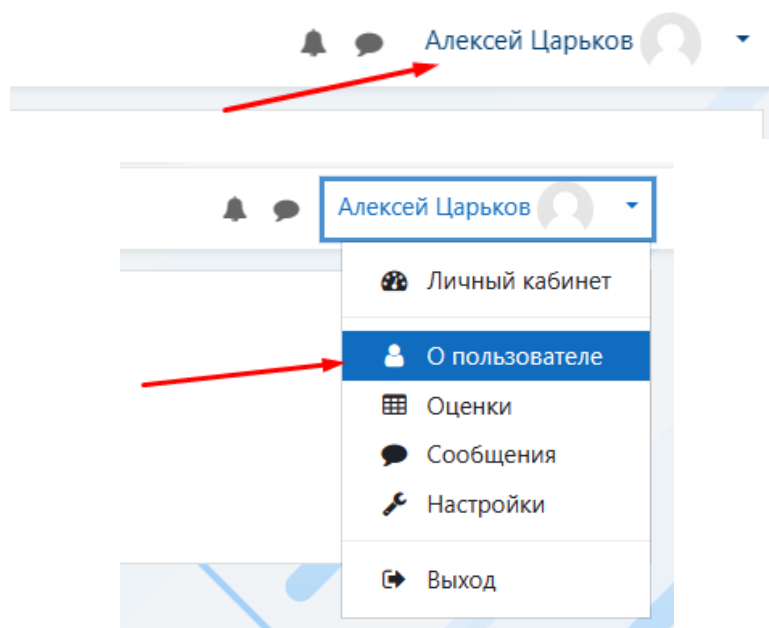 Алексей Царьков
Алексей Царьков
Личный кабинет
О пользователе
Оценки
Сообщения
Настройки
Выход